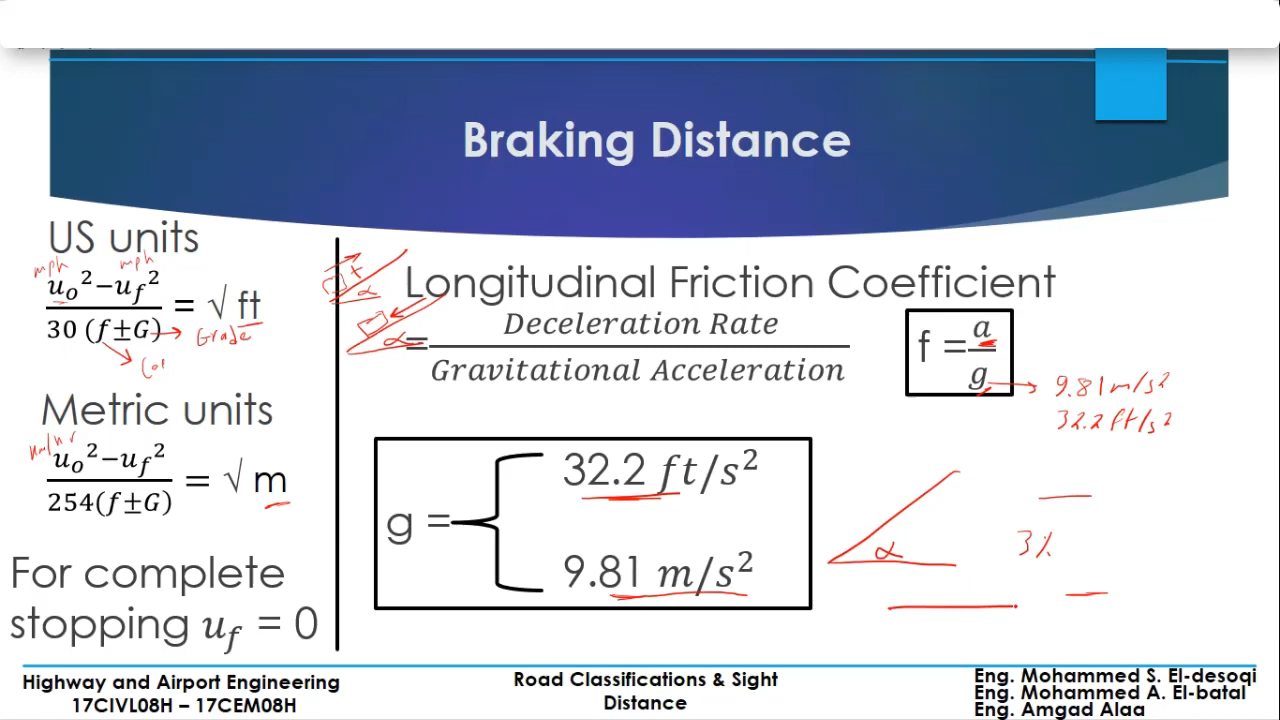 Braking Distance
US units
mph mph
u₀²−u_f²
30 (f±G) = √ ft
Grade
Metric units
u₀²−u_f²
254(f±G) = √ m
For complete
stopping u_f = 0
+
α
α
Longitudinal Friction Coefficient
= Deceleration Rate
Gravitational Acceleration
f = a
g
9.81 m/s²
32.2 ft/s²
g =
32.2 ft/s²
9.81 m/s²
α
3%
Highway and Airport Engineering
17CIVL08H – 17CEM08H
Road Classifications & Sight
Distance
Eng. Mohammed S. El-desoqi
Eng. Mohammed A. El-batal
Eng. Amgad Alaa